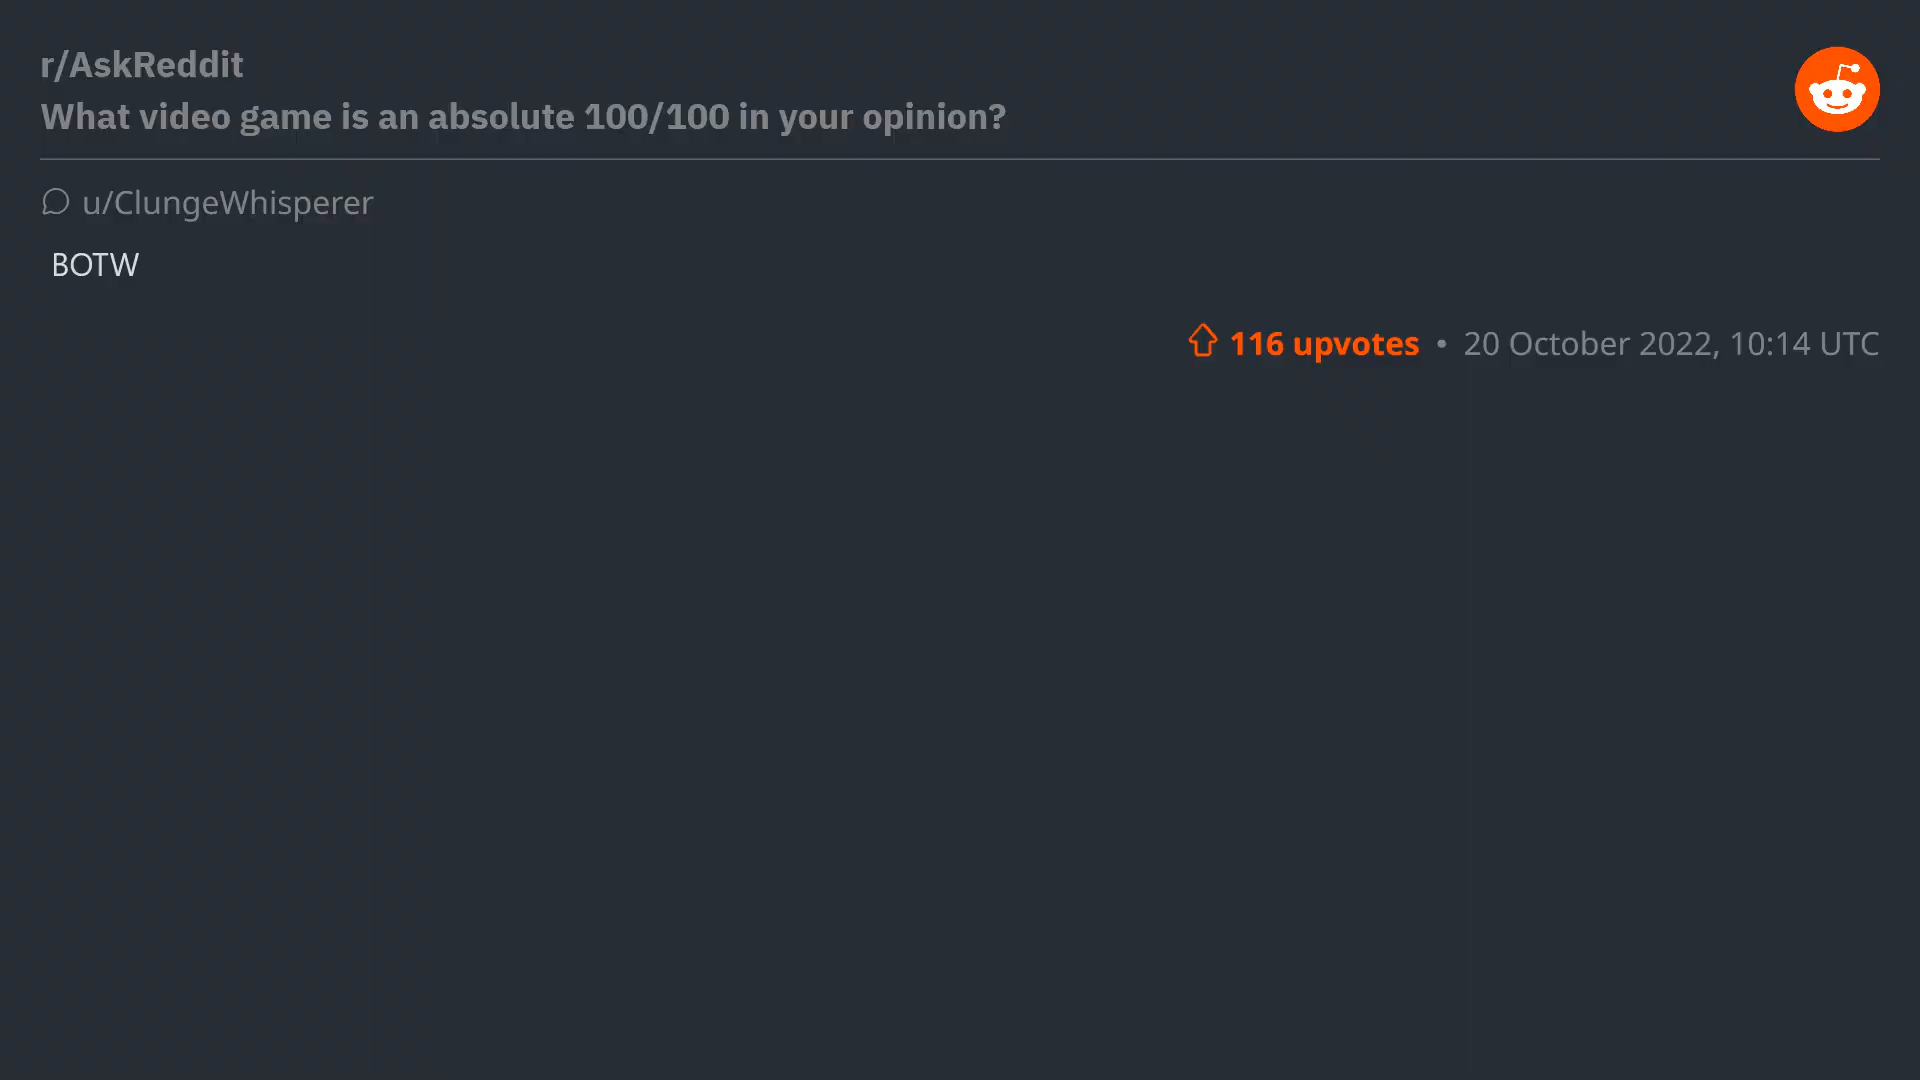 r/AskReddit
What video game is an absolute 100/100 in your opinion?
u/ClungeWhisperer
BOTW
116 upvotes • 20 October 2022, 10:14 UTC